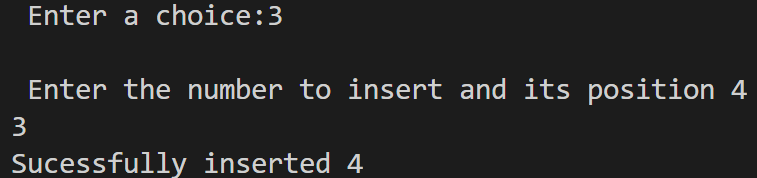 Enter a choice:3
Enter the number to insert and its position 4
3
Sucessfully inserted 4